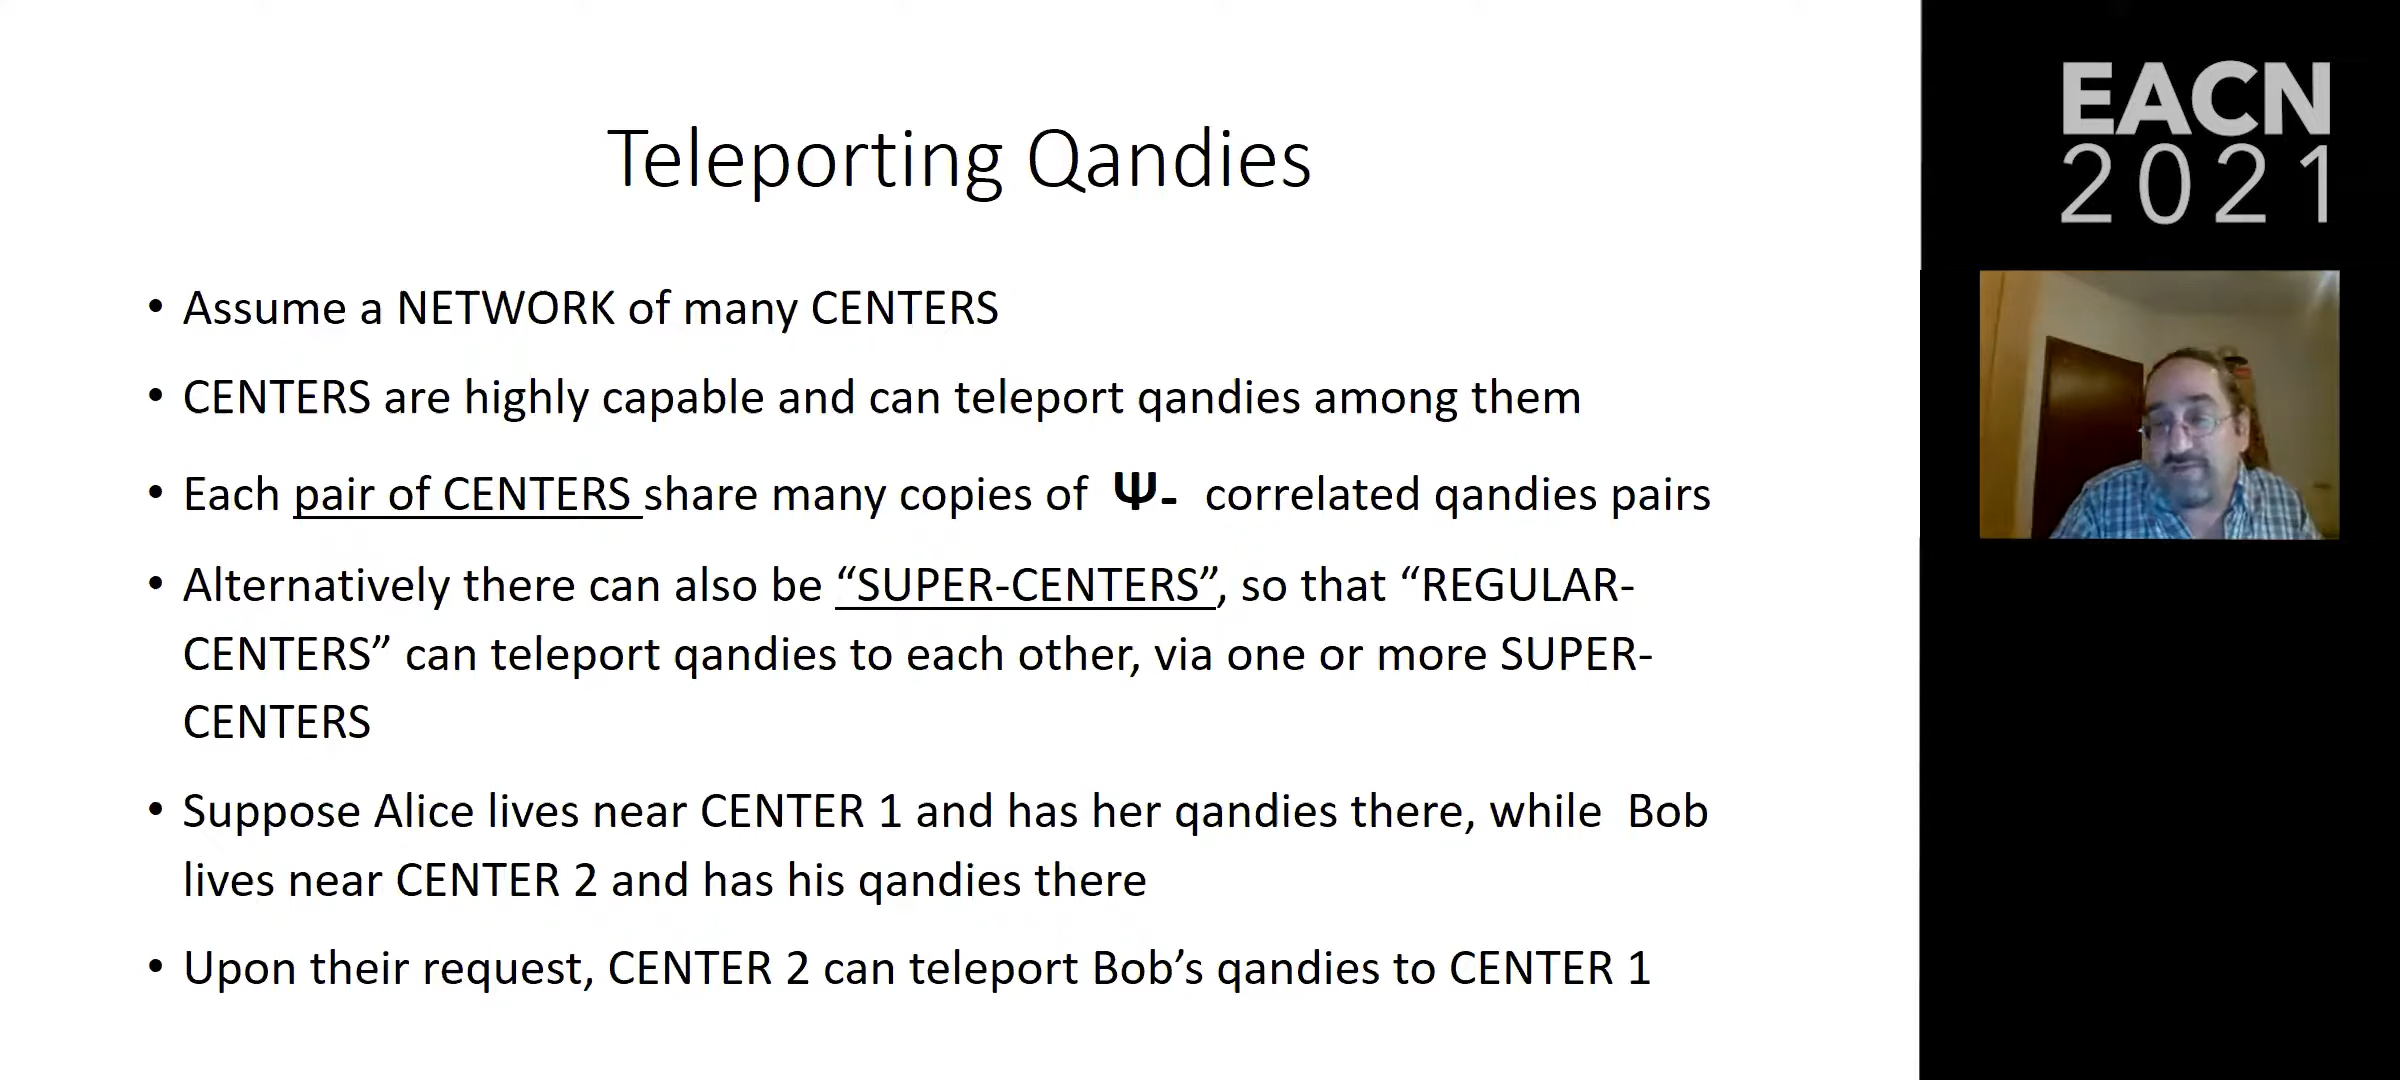 Teleporting Qandies
EACN
2021
• Assume a NETWORK of many CENTERS
• CENTERS are highly capable and can teleport qandies among them
• Each pair of CENTERS share many copies of Ψ- correlated qandies pairs
• Alternatively there can also be “SUPER-CENTERS”, so that “REGULAR-
CENTERS” can teleport qandies to each other, via one or more SUPER-
CENTERS
• Suppose Alice lives near CENTER 1 and has her qandies there, while Bob
lives near CENTER 2 and has his qandies there
• Upon their request, CENTER 2 can teleport Bob’s qandies to CENTER 1